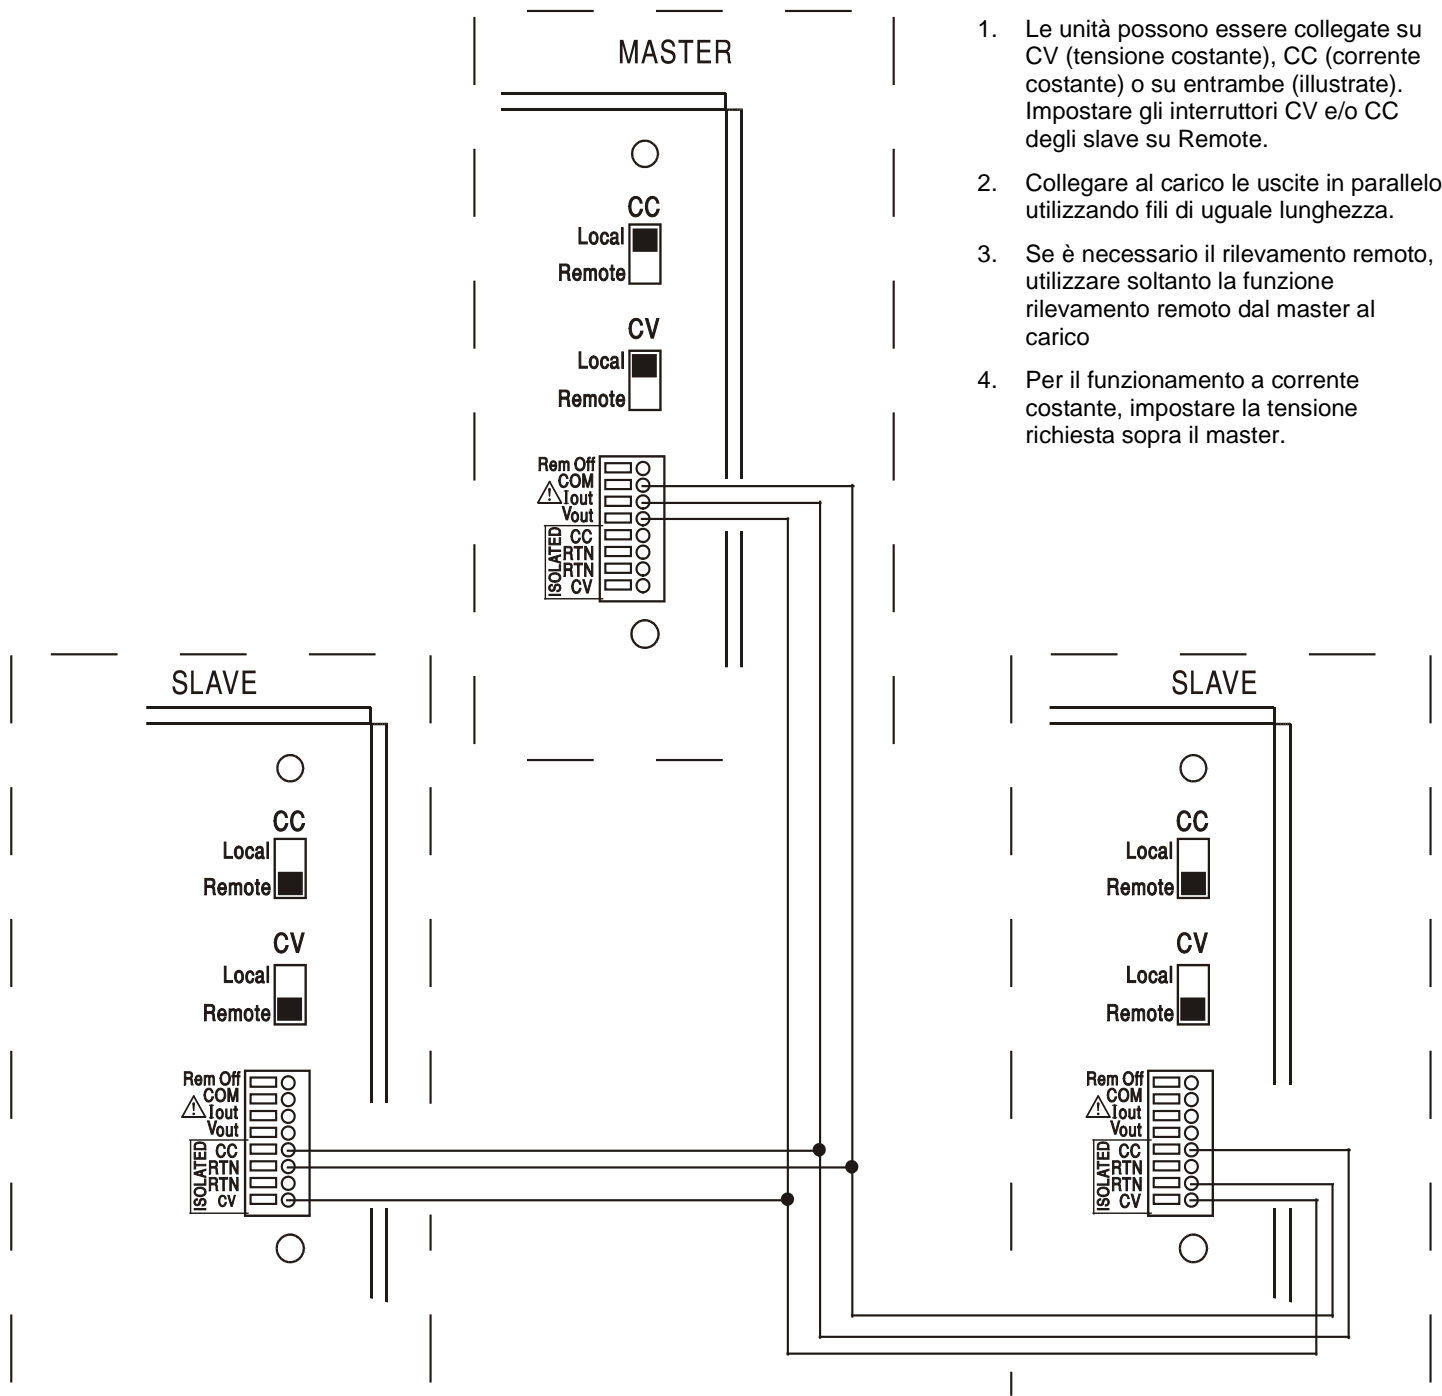 MASTER
CC
Local
Remote
CV
Local
Remote
Rem Off
COM
⚠ Iout
Vout
ISOLATED
CC
RTN
RTN
CV
1. Le unità possono essere collegate su
CV (tensione costante), CC (corrente
costante) o su entrambe (illustrate).
Impostare gli interruttori CV e/o CC
degli slave su Remote.
2. Collegare al carico le uscite in parallelo
utilizzando fili di uguale lunghezza.
3. Se è necessario il rilevamento remoto,
utilizzare soltanto la funzione
rilevamento remoto dal master al
carico
4. Per il funzionamento a corrente
costante, impostare la tensione
richiesta sopra il master.
SLAVE
CC
Local
Remote
CV
Local
Remote
Rem Off
COM
⚠ Iout
Vout
ISOLATED
CC
RTN
RTN
CV
SLAVE
CC
Local
Remote
CV
Local
Remote
Rem Off
COM
⚠ Iout
Vout
ISOLATED
CC
RTN
RTN
CV